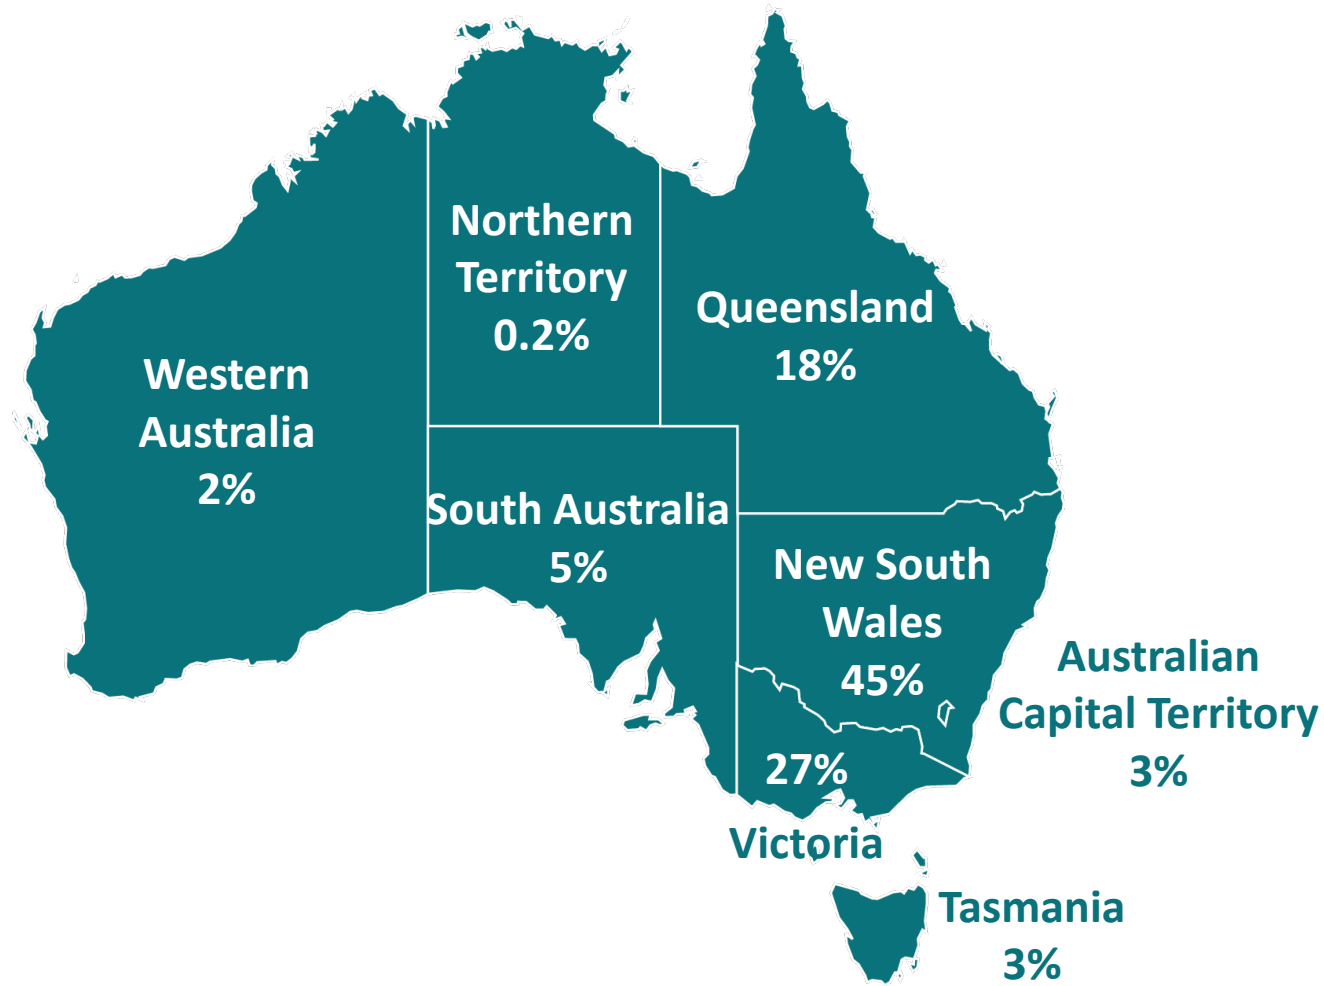 Northern
Territory
0.2%
Queensland
18%
Western
Australia
2%
South Australia
5%
New South
Wales
45%
Australian
Capital Territory
3%
27%
Victoria
Tasmania
3%